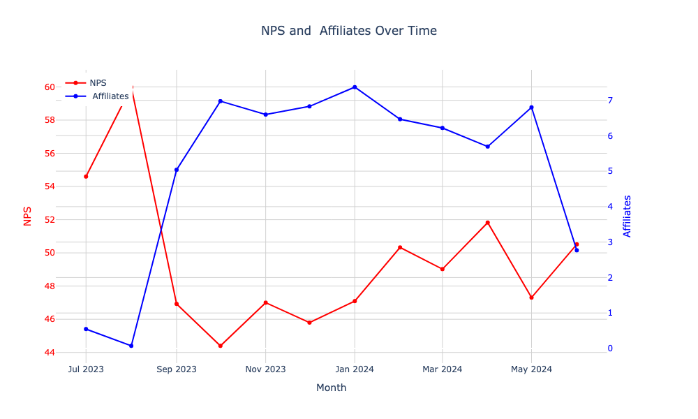 NPS and  Affiliates Over Time
NPS
Affiliates
60
58
56
54
52
50
48
46
44
NPS
7
6
5
4
3
2
1
0
Affiliates
Jul 2023
Sep 2023
Nov 2023
Jan 2024
Mar 2024
May 2024
Month